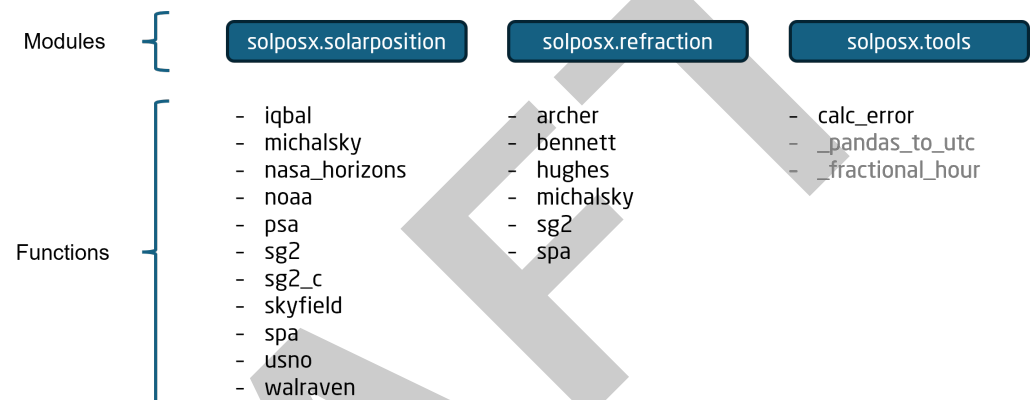 Modules
solposx.solarposition
solposx.refraction
solposx.tools
Functions
- iqbal
- michalsky
- nasa_horizons
- noaa
- psa
- sg2
- sg2_c
- skyfield
- spa
- usno
- walraven
- archer
- bennett
- hughes
- michalsky
- sg2
- spa
- calc_error
- _pandas_to_utc
- _fractional_hour